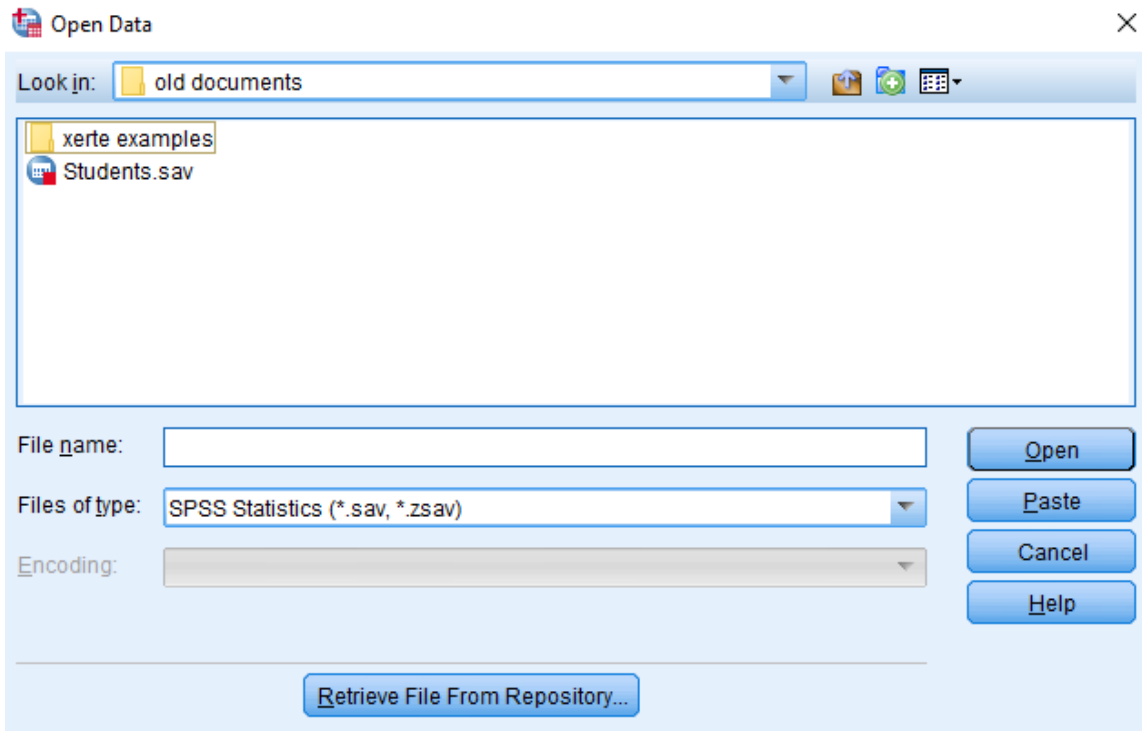 Open Data
Look in: old documents
xerte examples
Students.sav
File name:
Open
Files of type: SPSS Statistics (*.sav, *.zsav)
Paste
Encoding:
Cancel
Help
Retrieve File From Repository...